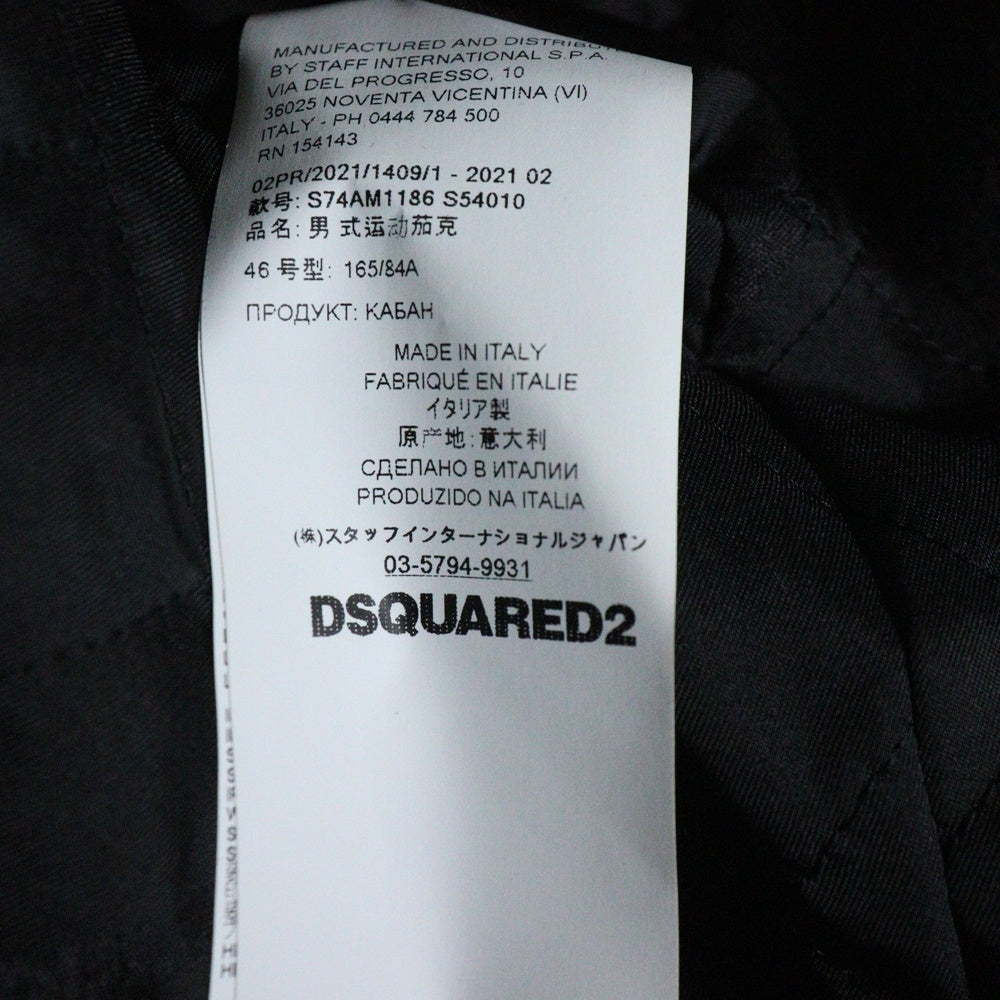 MANUFACTURED AND
BY STAFF INTERNATIONAL S.P.A.
VIA DEL PROGRESSO, 10
36025 NOVENTA VICENTINA (VI)
ITALY - PH 0444 784 500
RN 154143
02PR/2021/1409/1 - 2021 02
款号: S74AM1186 S54010
品名: 男 式运动茄克
46 号型: 165/84A
ПРОДУКТ: КАБАН
MADE IN ITALY
FABRIQUÉ EN ITALIE
イタリア製
原产地:意大利
СДЕЛАНО В ИТАЛИИ
PRODUZIDO NA ITALIA
(株)スタッフインターナショナルジャパン
03-5794-9931
DSQUARED2